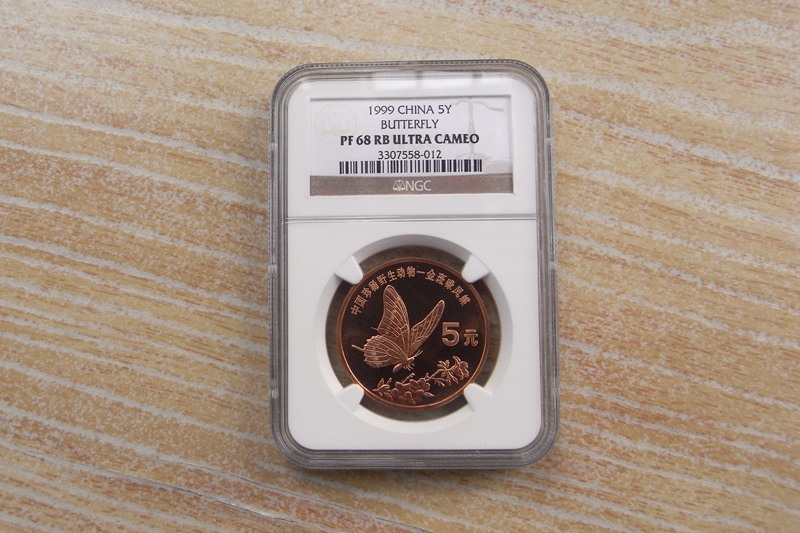 1999 CHINA 5Y
BUTTERFLY
PF 68 RB ULTRA CAMEO
3307558-012
NGC
中国珍稀野生动物—金斑喙凤蝶
5元